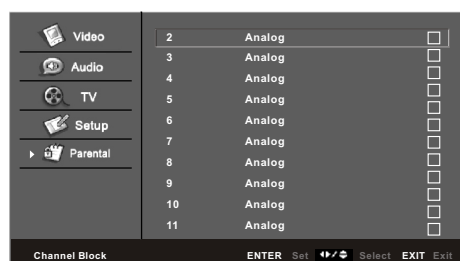 Video
Audio
TV
Setup
Parental
2 Analog
3 Analog
4 Analog
5 Analog
6 Analog
7 Analog
8 Analog
9 Analog
10 Analog
11 Analog
Channel Block ENTER Set Select EXIT Exit